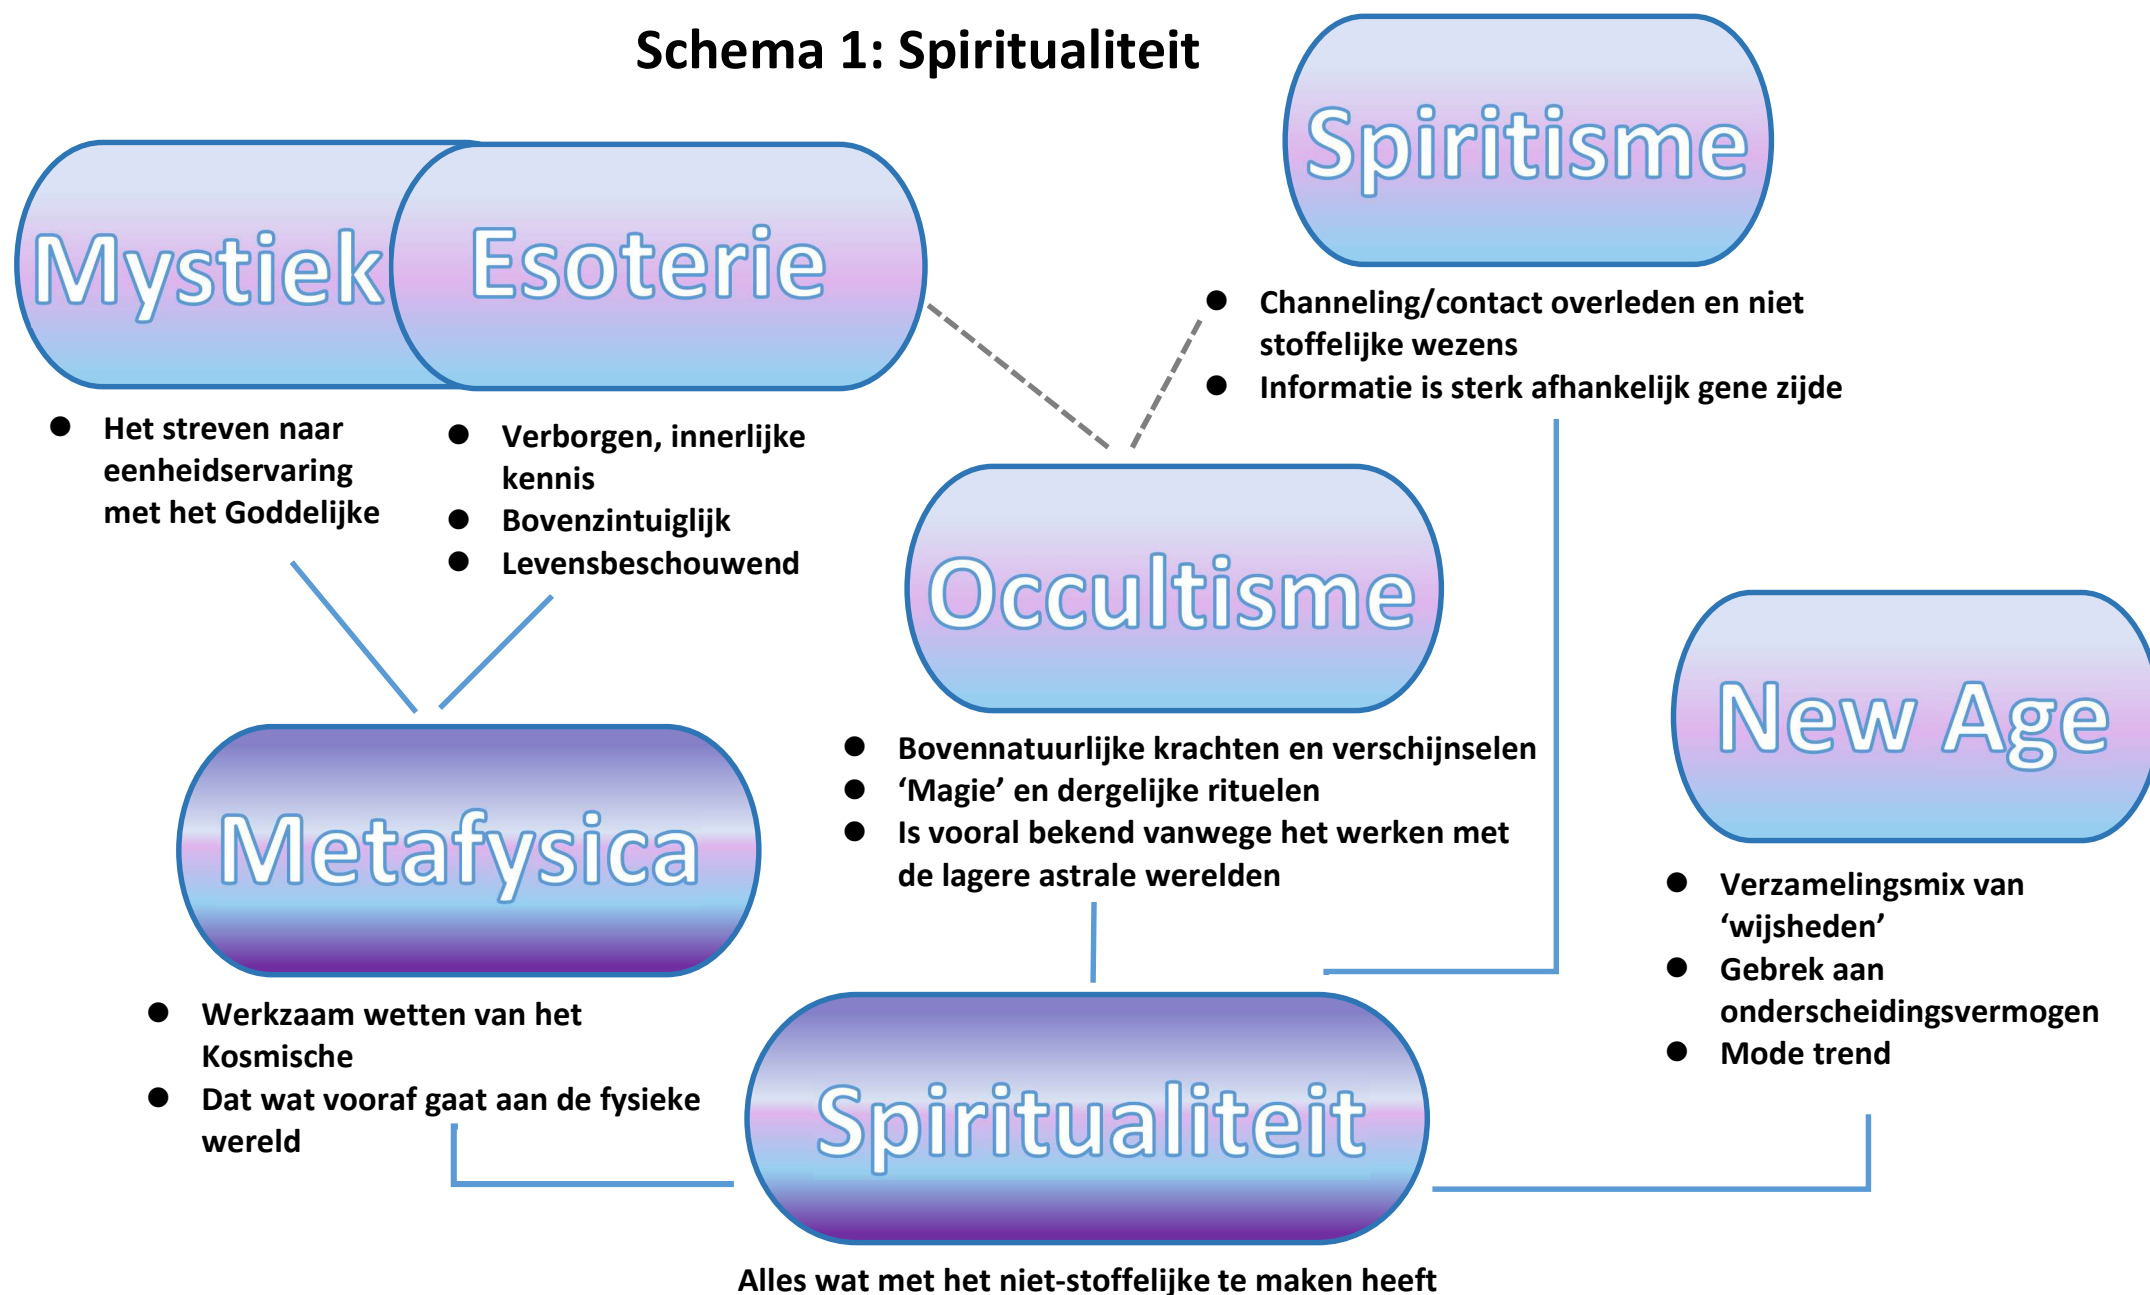 Schema 1: Spiritualiteit
Spiritisme
Mystiek
Esoterie
● Channeling/contact overleden en niet
stoffelijke wezens
● Informatie is sterk afhankelijk gene zijde
● Het streven naar
eenheidservaring
met het Goddelijke
● Verborgen, innerlijke
kennis
● Bovenzintuiglijk
● Levensbeschouwend
Occultisme
New Age
● Bovennatuurlijke krachten en verschijnselen
● ‘Magie’ en dergelijke rituelen
● Is vooral bekend vanwege het werken met
de lagere astrale werelden
Metafysica
● Verzamelingsmix van
‘wijsheden’
● Gebrek aan
onderscheidingsvermogen
● Mode trend
● Werkzaam wetten van het
Kosmische
● Dat wat vooraf gaat aan de fysieke
wereld
Spiritualiteit
Alles wat met het niet-stoffelijke te maken heeft